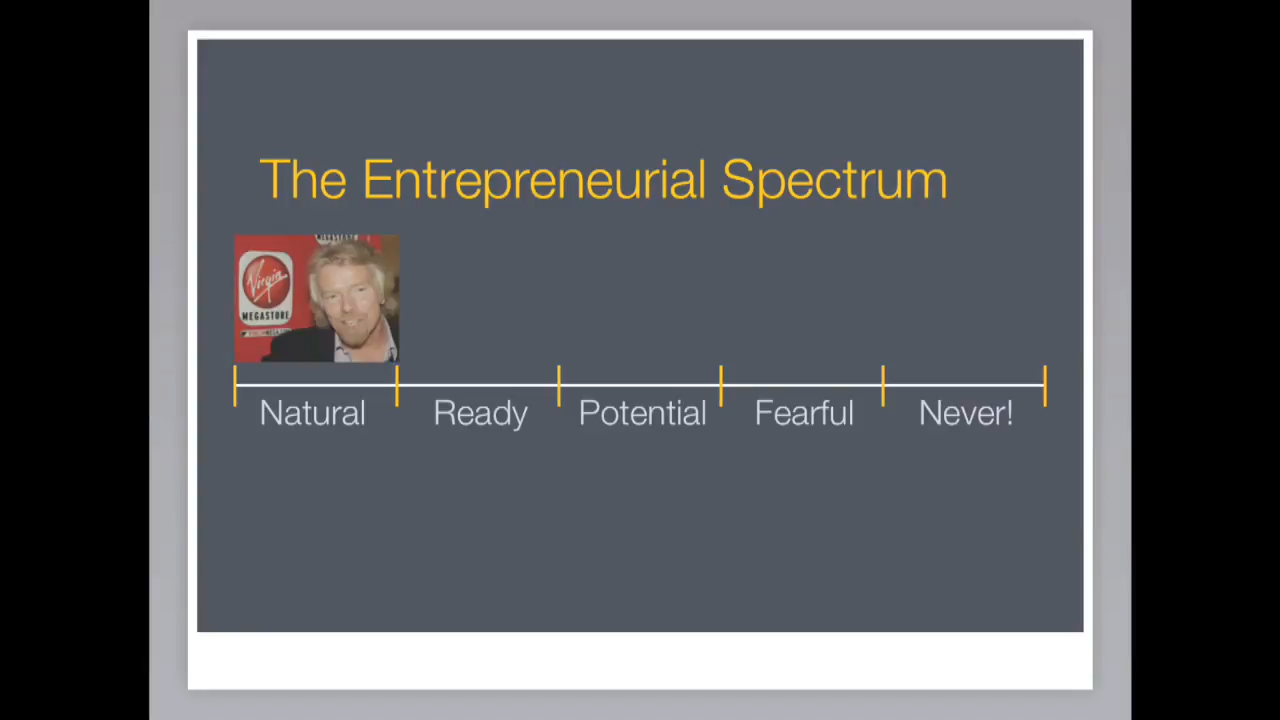 The Entrepreneurial Spectrum
Virgin
MEGASTORE
Natural Ready Potential Fearful Never!